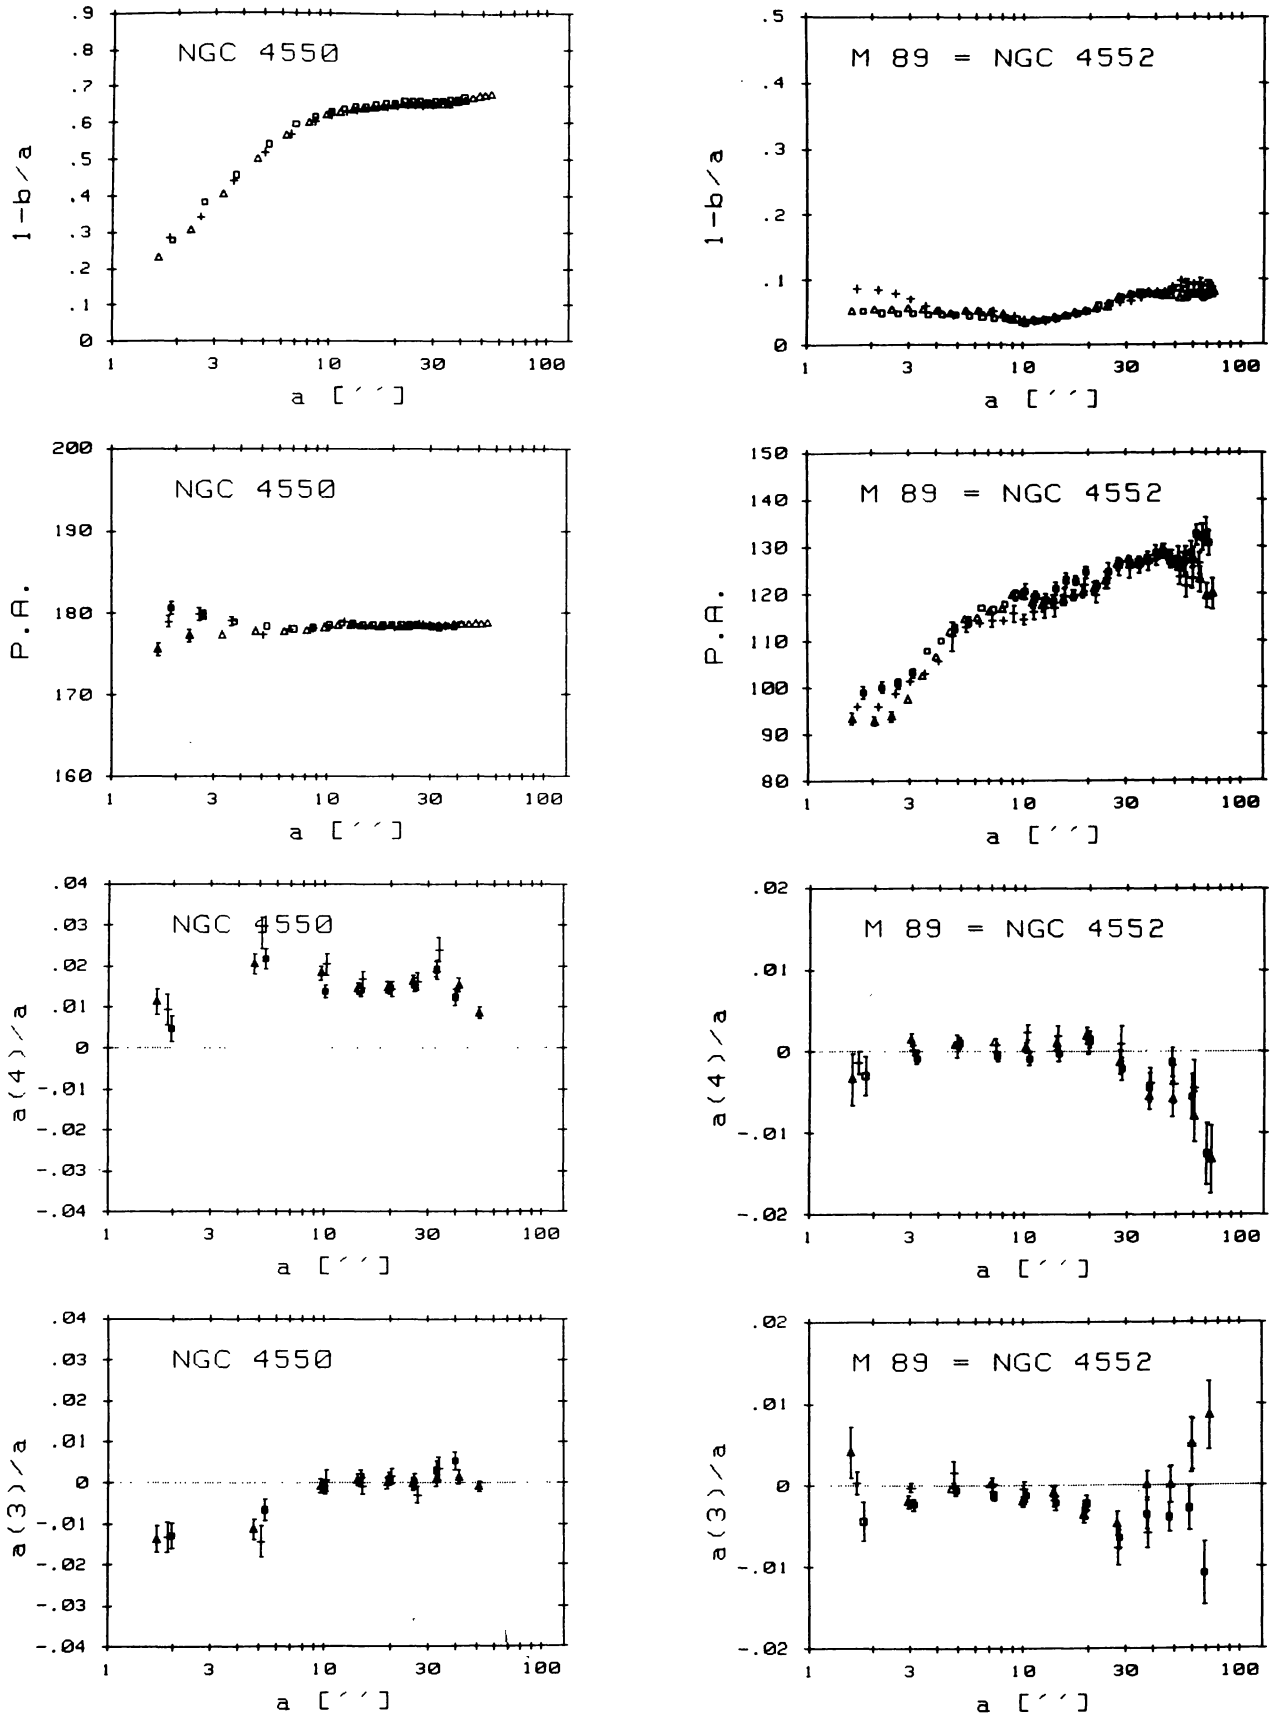 .9
.8
.7
.6
.5
.4
.3
.2
.1
0
1-b/a
NGC 4550
1 3 10 30 100
a [´´]
.5
.4
.3
.2
.1
0
1-b/a
M 89 = NGC 4552
1 3 10 30 100
a [´´]
200
190
180
170
160
P.A.
NGC 4550
1 3 10 30 100
a [´´]
150
140
130
120
110
100
90
80
P.A.
M 89 = NGC 4552
1 3 10 30 100
a [´´]
.04
.03
.02
.01
0
-.01
-.02
-.03
-.04
a(4)/a
NGC 4550
1 3 10 30 100
a [´´]
.02
.01
0
-.01
-.02
a(4)/a
M 89 = NGC 4552
1 3 10 30 100
a [´´]
.04
.03
.02
.01
0
-.01
-.02
-.03
-.04
a(3)/a
NGC 4550
1 3 10 30 100
a [´´]
.02
.01
0
-.01
-.02
a(3)/a
M 89 = NGC 4552
1 3 10 30 100
a [´´]